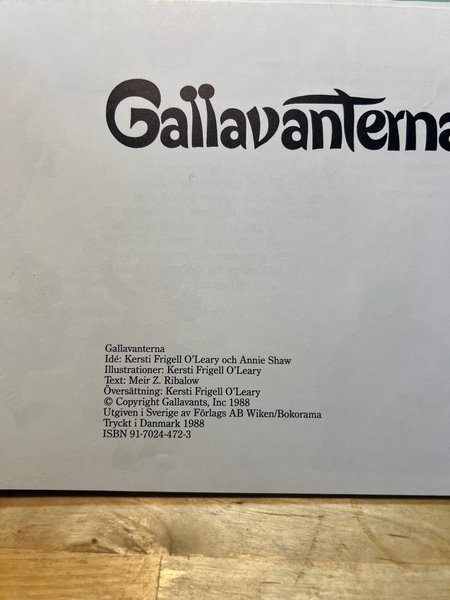 Gallavanterna
Gallavanterna
Idé: Kersti Frigell O'Leary och Annie Shaw
Illustrationer: Kersti Frigell O'Leary
Text: Meir Z. Ribalow
Översättning: Kersti Frigell O'Leary
© Copyright Gallavants, Inc 1988
Utgiven i Sverige av Förlags AB Wiken/Bokorama
Tryckt i Danmark 1988
ISBN 91-7024-472-3